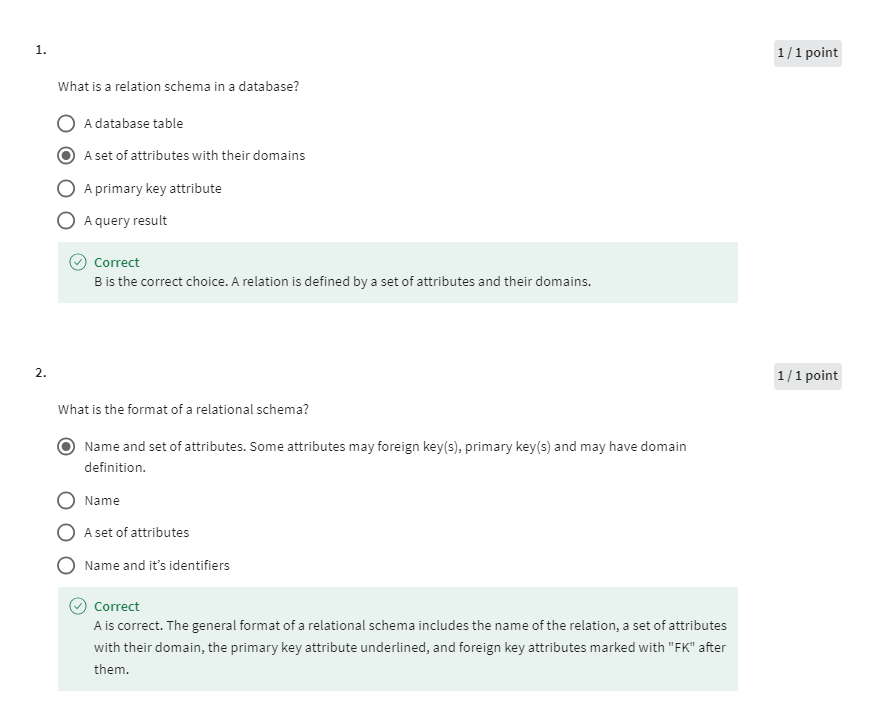 1.
1 / 1 point
What is a relation schema in a database?
A database table
A set of attributes with their domains
A primary key attribute
A query result
Correct
B is the correct choice. A relation is defined by a set of attributes and their domains.
2.
1 / 1 point
What is the format of a relational schema?
Name and set of attributes. Some attributes may foreign key(s), primary key(s) and may have domain
definition.
Name
A set of attributes
Name and it's identifiers
Correct
A is correct. The general format of a relational schema includes the name of the relation, a set of attributes
with their domain, the primary key attribute underlined, and foreign key attributes marked with "FK" after
them.